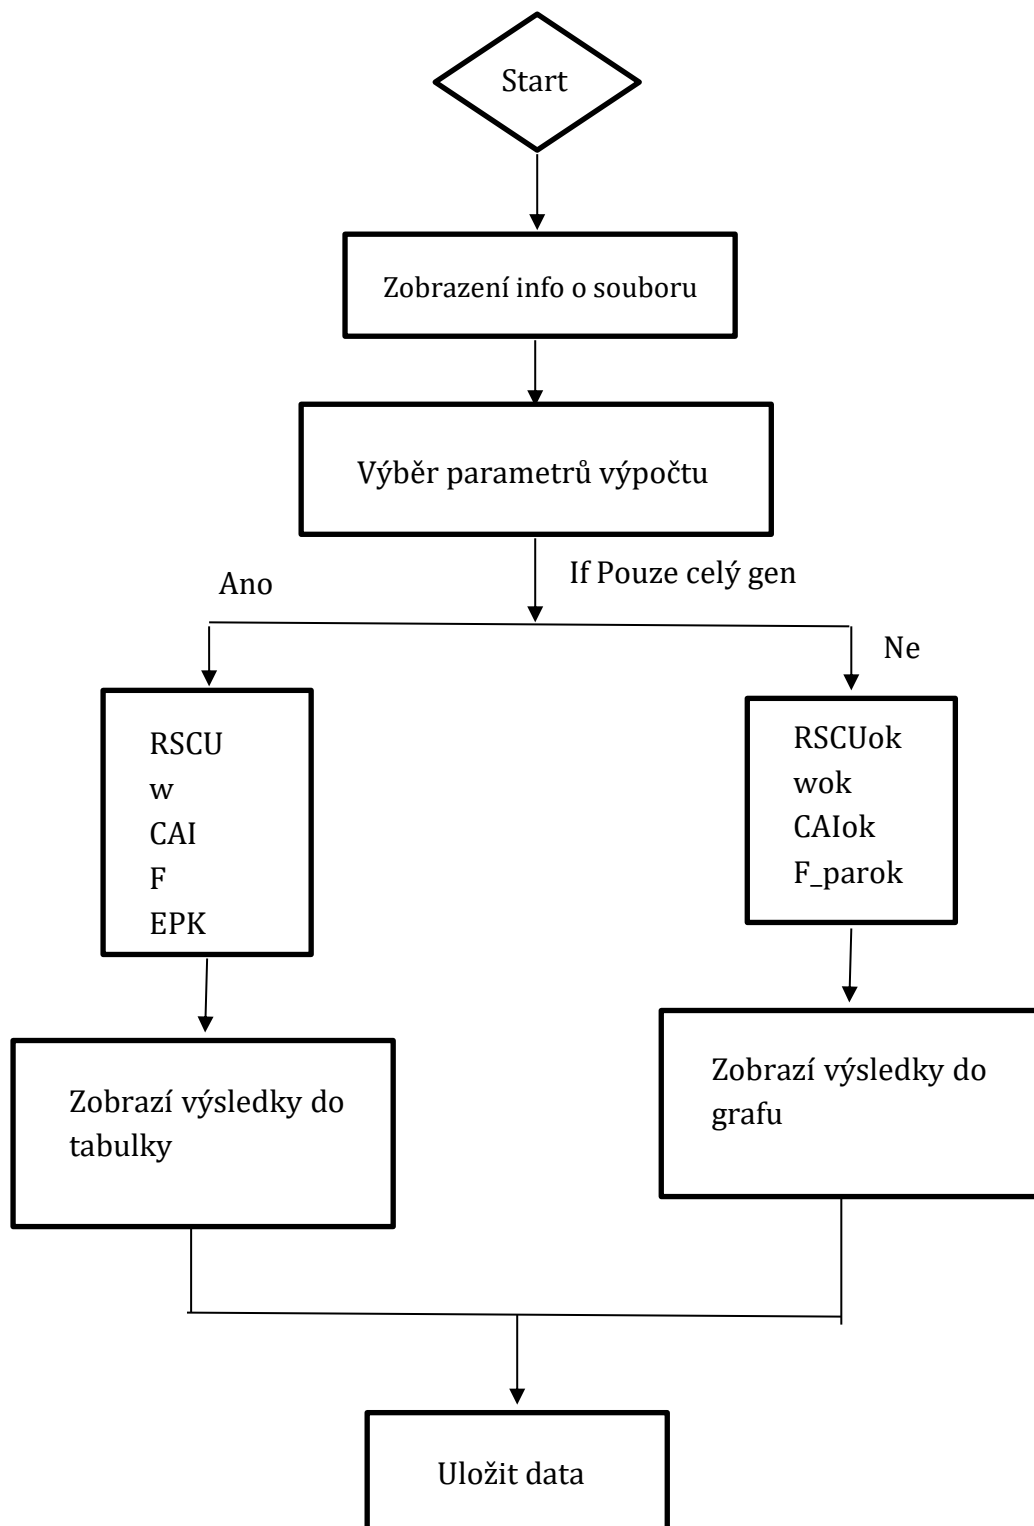 Start
Zobrazení info o souboru
Výběr parametrů výpočtu
If Pouze celý gen
Ano
Ne
RSCU
w
CAI
F
EPK
RSCUok
wok
CAIok
F_parok
Zobrazí výsledky do
tabulky
Zobrazí výsledky do
grafu
Uložit data